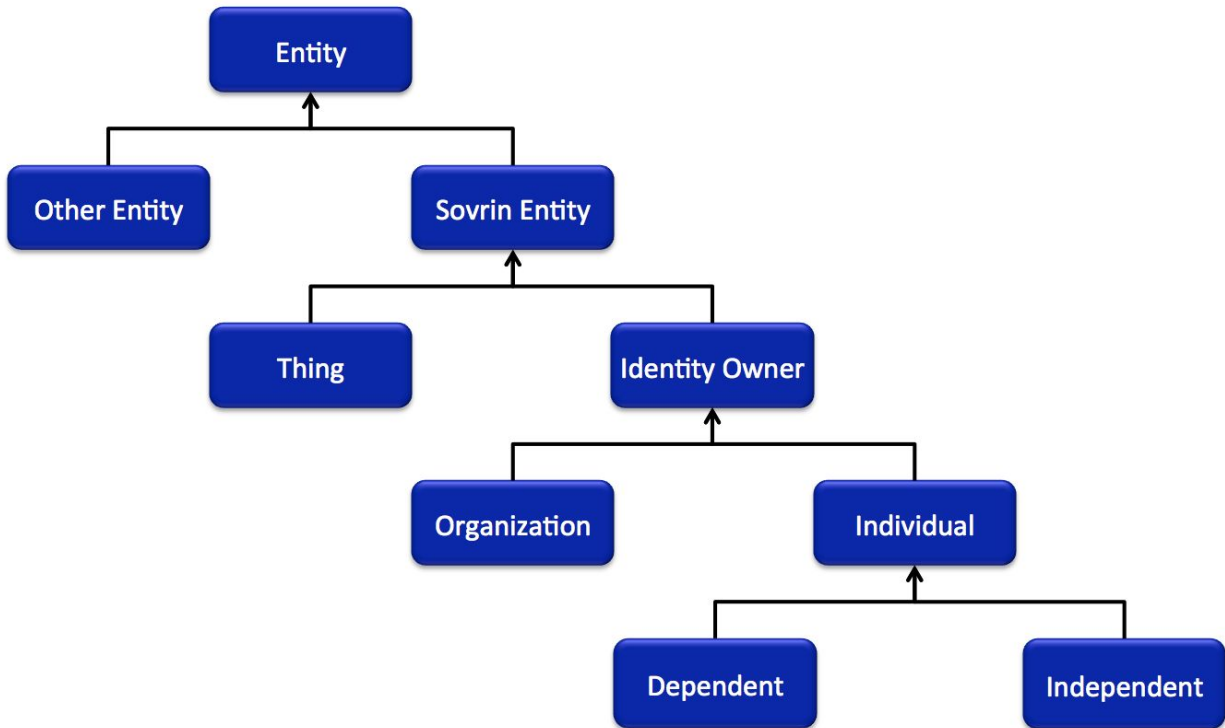 Entity
Other Entity
Sovrin Entity
Thing
Identity Owner
Organization
Individual
Dependent
Independent